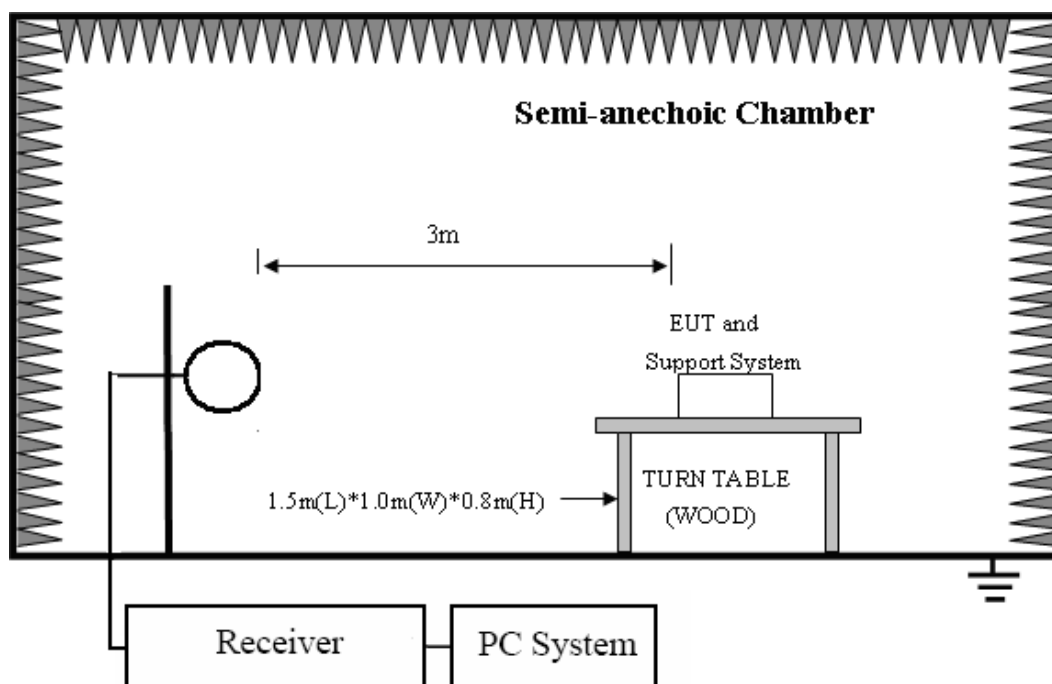 Semi-anechoic Chamber
3m
EUT and
Support System
1.5m(L)*1.0m(W)*0.8m(H)
TURN TABLE
(WOOD)
Receiver
PC System